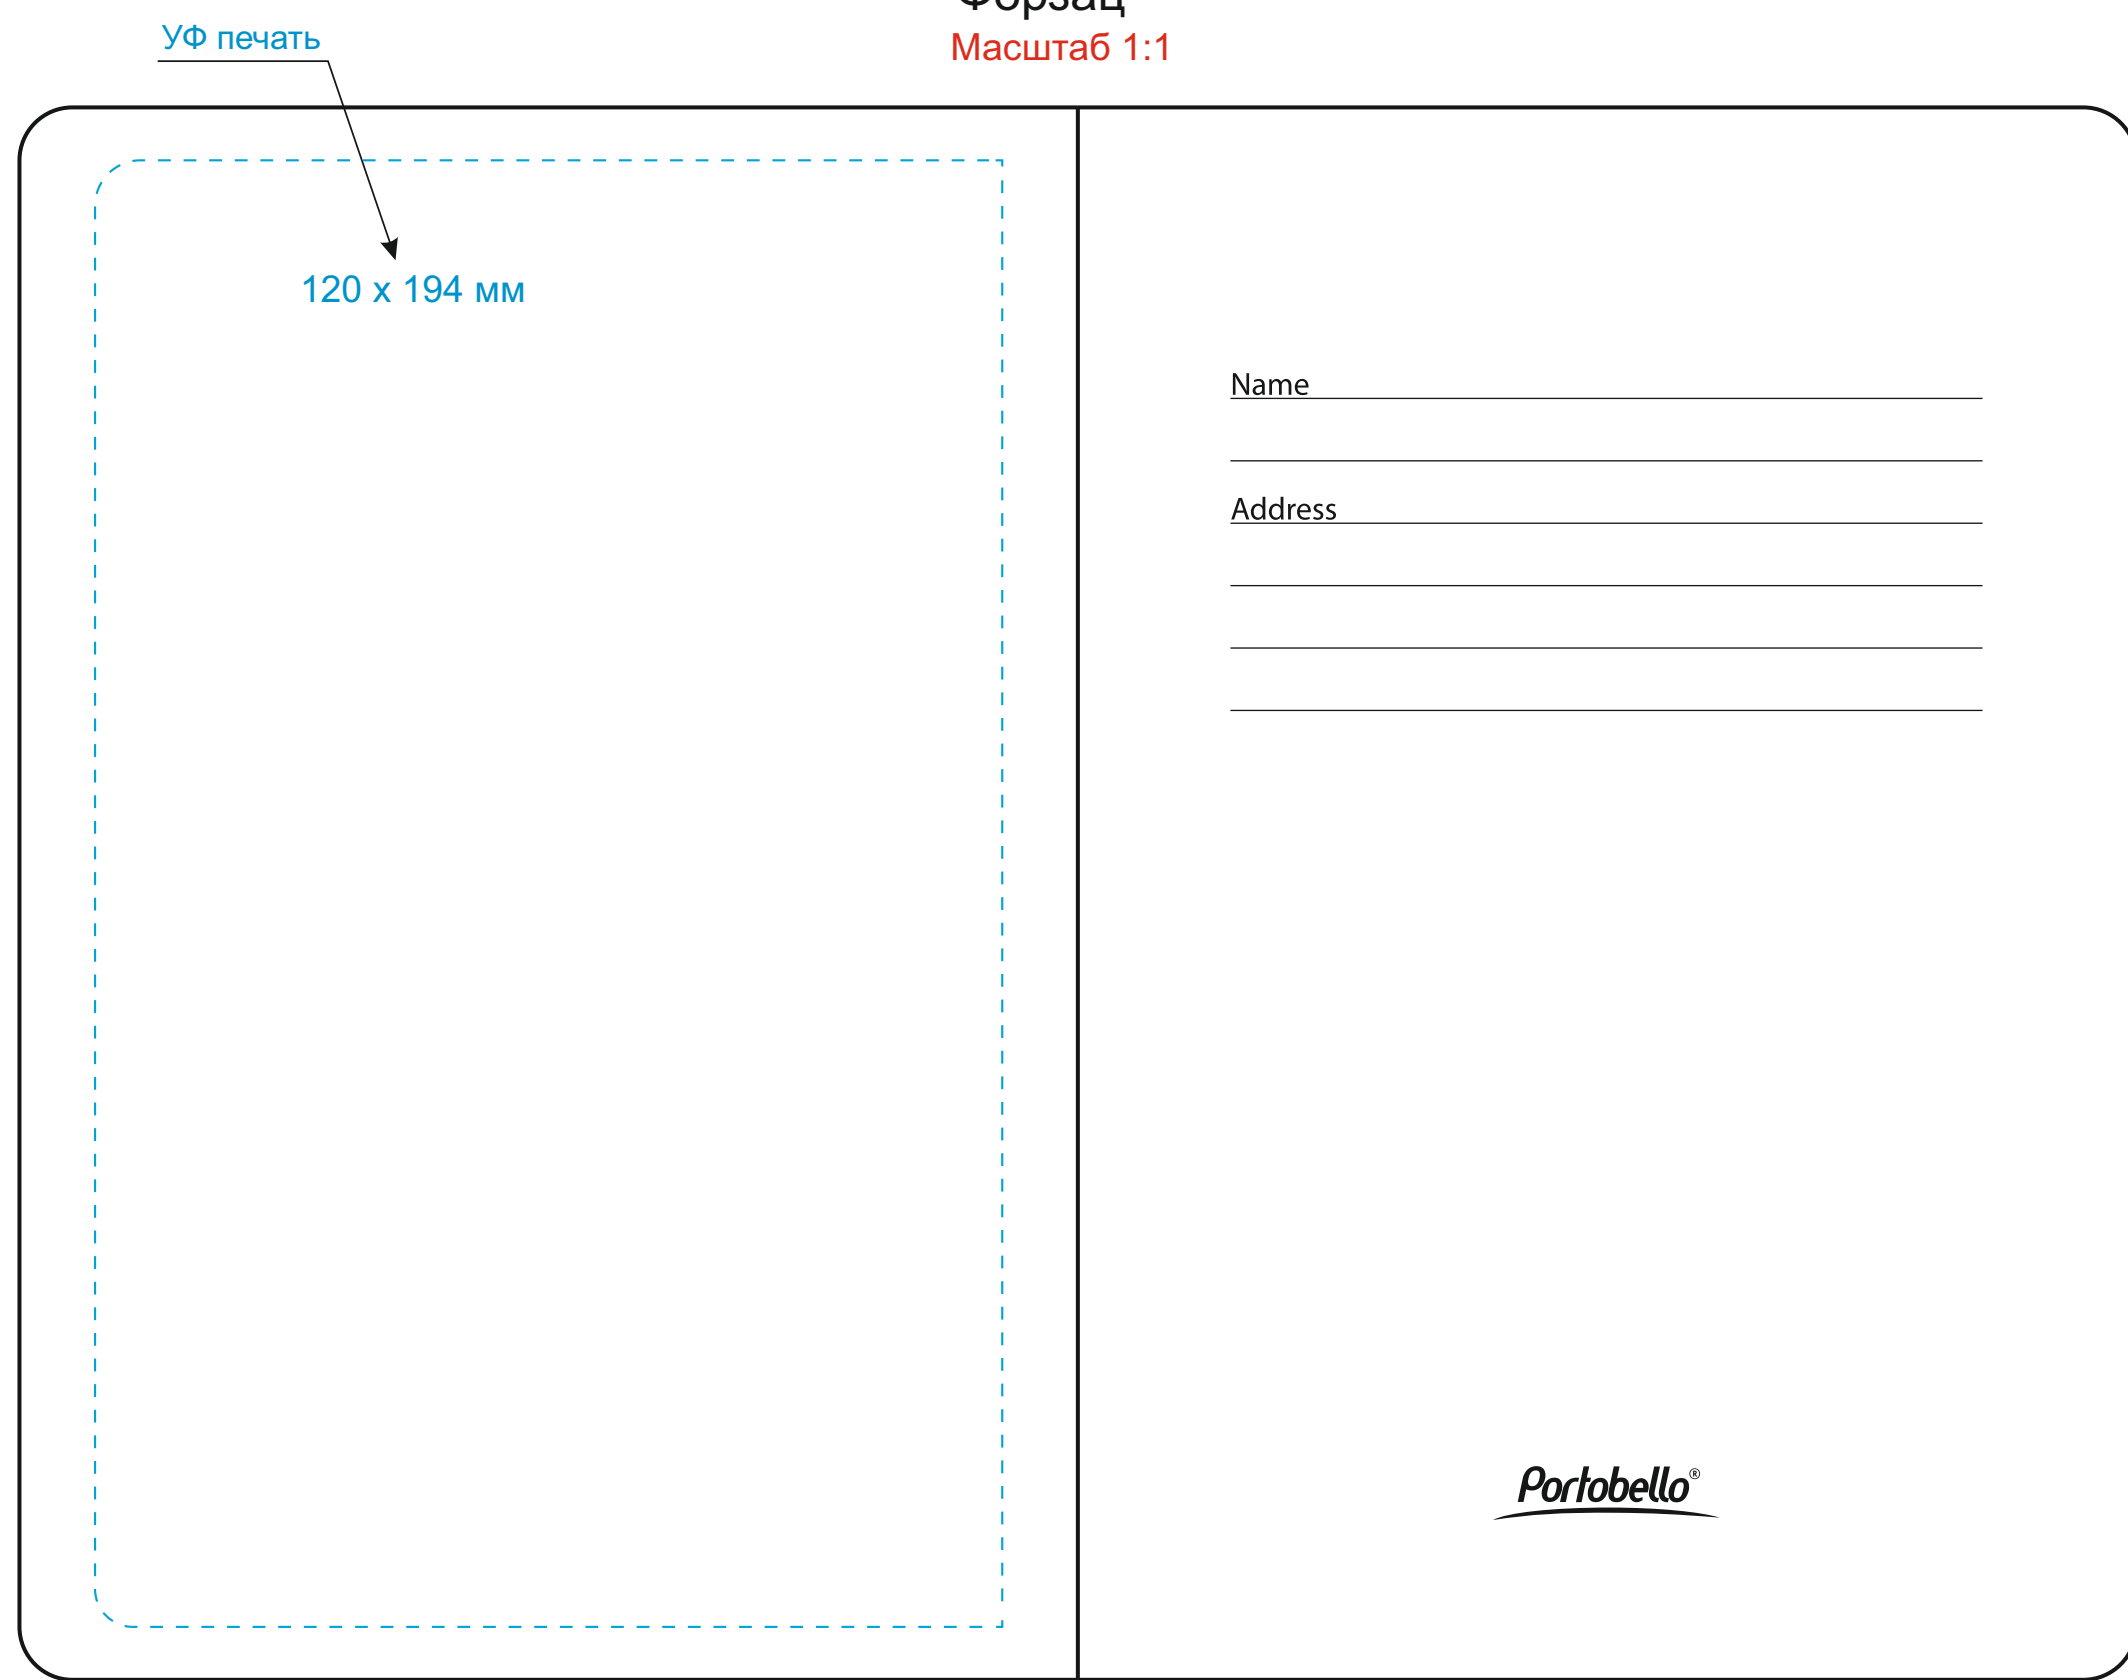 Форзац
УФ печать
Масштаб 1:1
120 x 194 мм
Name
Address
Portobello®